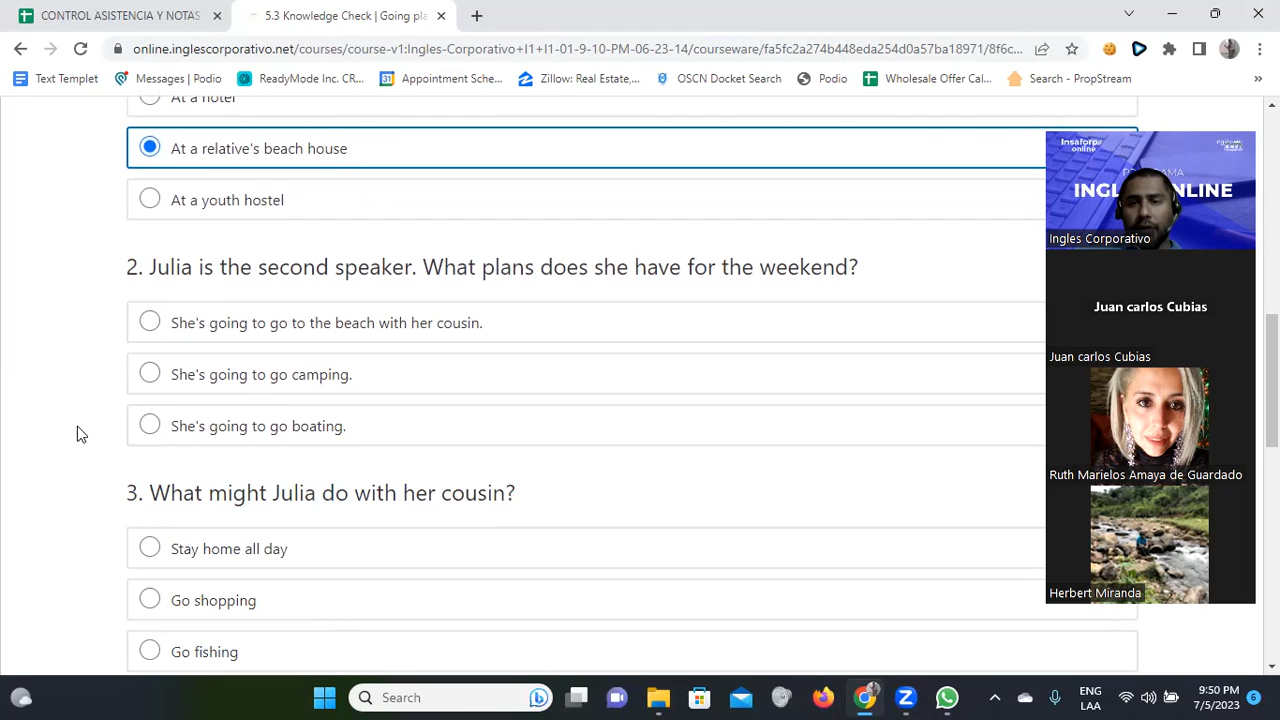 CONTROL ASISTENCIA Y NOTAS
5.3 Knowledge Check | Going pla
online.inglescorporativo.net/courses/course-v1:Ingles-Corporativo+I1+I1-01-9-10-PM-06-23-14/courseware/fa5fc2a274b448eda254d0a57ba18971/8f6c...
Text Templet
Messages | Podio
ReadyMode Inc. CR...
Appointment Sche...
Zillow: Real Estate,...
OSCN Docket Search
Podio
Wholesale Offer Cal...
Search - PropStream
At a hotel
At a relative's beach house
At a youth hostel
2. Julia is the second speaker. What plans does she have for the weekend?
She's going to go to the beach with her cousin.
She's going to go camping.
She's going to go boating.
3. What might Julia do with her cousin?
Stay home all day
Go shopping
Go fishing
Insaforp
online
Ingles Corporativo
Juan carlos Cubias
Juan carlos Cubias
Ruth Marielos Amaya de Guardado
Herbert Miranda
Search
ENG
LAA
9:50 PM
7/5/2023
6